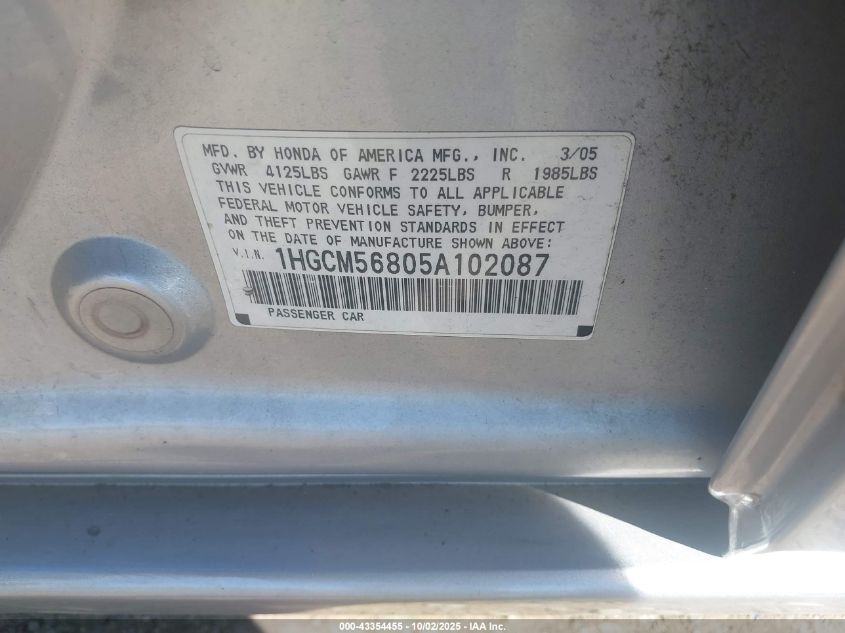 MFD. BY HONDA OF AMERICA MFG., INC. 3/05
GVWR 4125LBS GAWR F 2225LBS R 1985LBS
THIS VEHICLE CONFORMS TO ALL APPLICABLE
FEDERAL MOTOR VEHICLE SAFETY, BUMPER,
AND THEFT PREVENTION STANDARDS IN EFFECT
ON THE DATE OF MANUFACTURE SHOWN ABOVE:
V.I.N. 1HGCM56805A102087
PASSENGER CAR
000-43354455 - 10/02/2025 - IAA Inc.